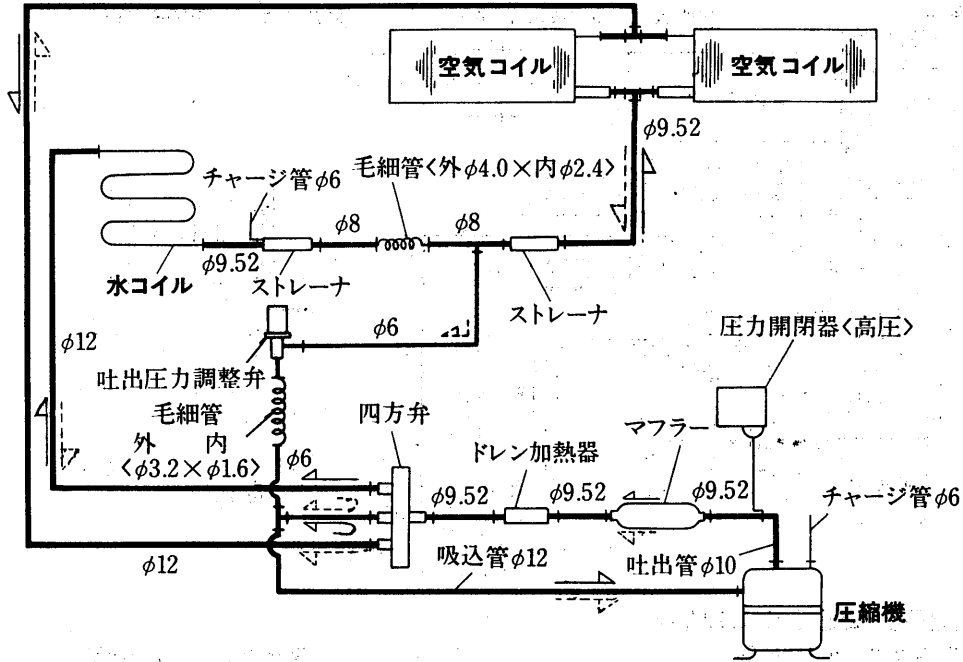 空気コイル
空気コイル
φ9.52
毛細管<外φ4.0×内φ2.4>
チャージ管φ6
φ8
φ8
φ9.52
水コイル
ストレーナ
ストレーナ
φ6
φ12
圧力開閉器<高圧>
吐出圧力調整弁
毛細管
外 内
<φ3.2×φ1.6>
四方弁
マフラー
ドレン加熱器
φ6
φ9.52
φ9.52
φ9.52
チャージ管φ6
φ12
吸込管φ12
吐出管φ10
圧縮機